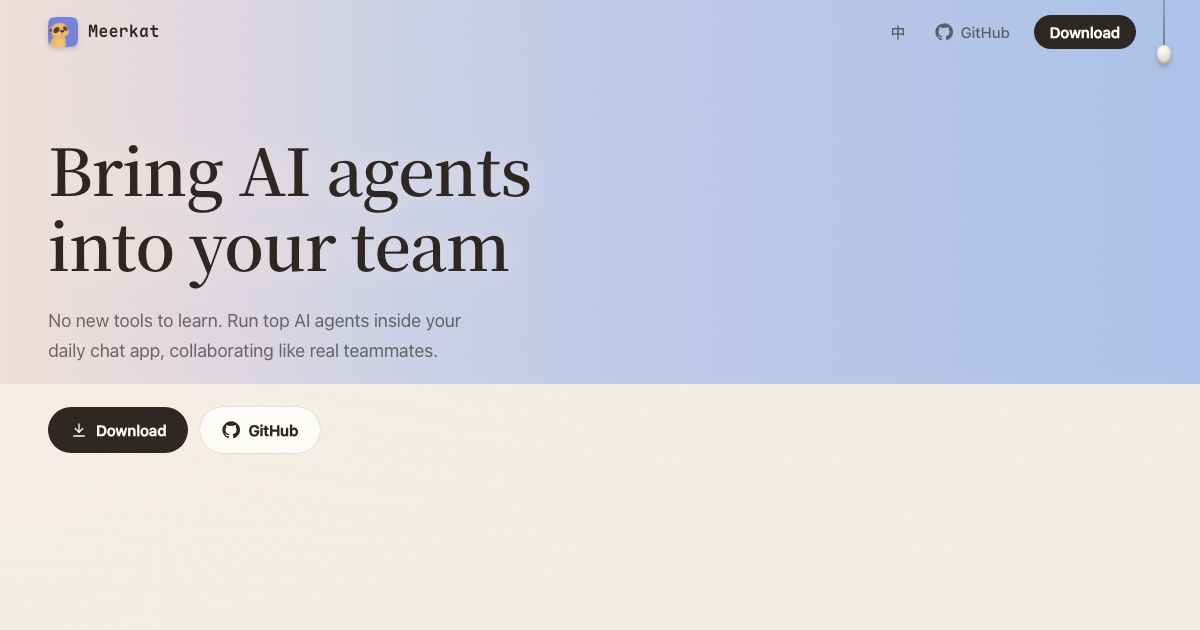 Meerkat
中
GitHub
Download
Bring AI agents
into your team
No new tools to learn. Run top AI agents inside your
daily chat app, collaborating like real teammates.
Download
GitHub